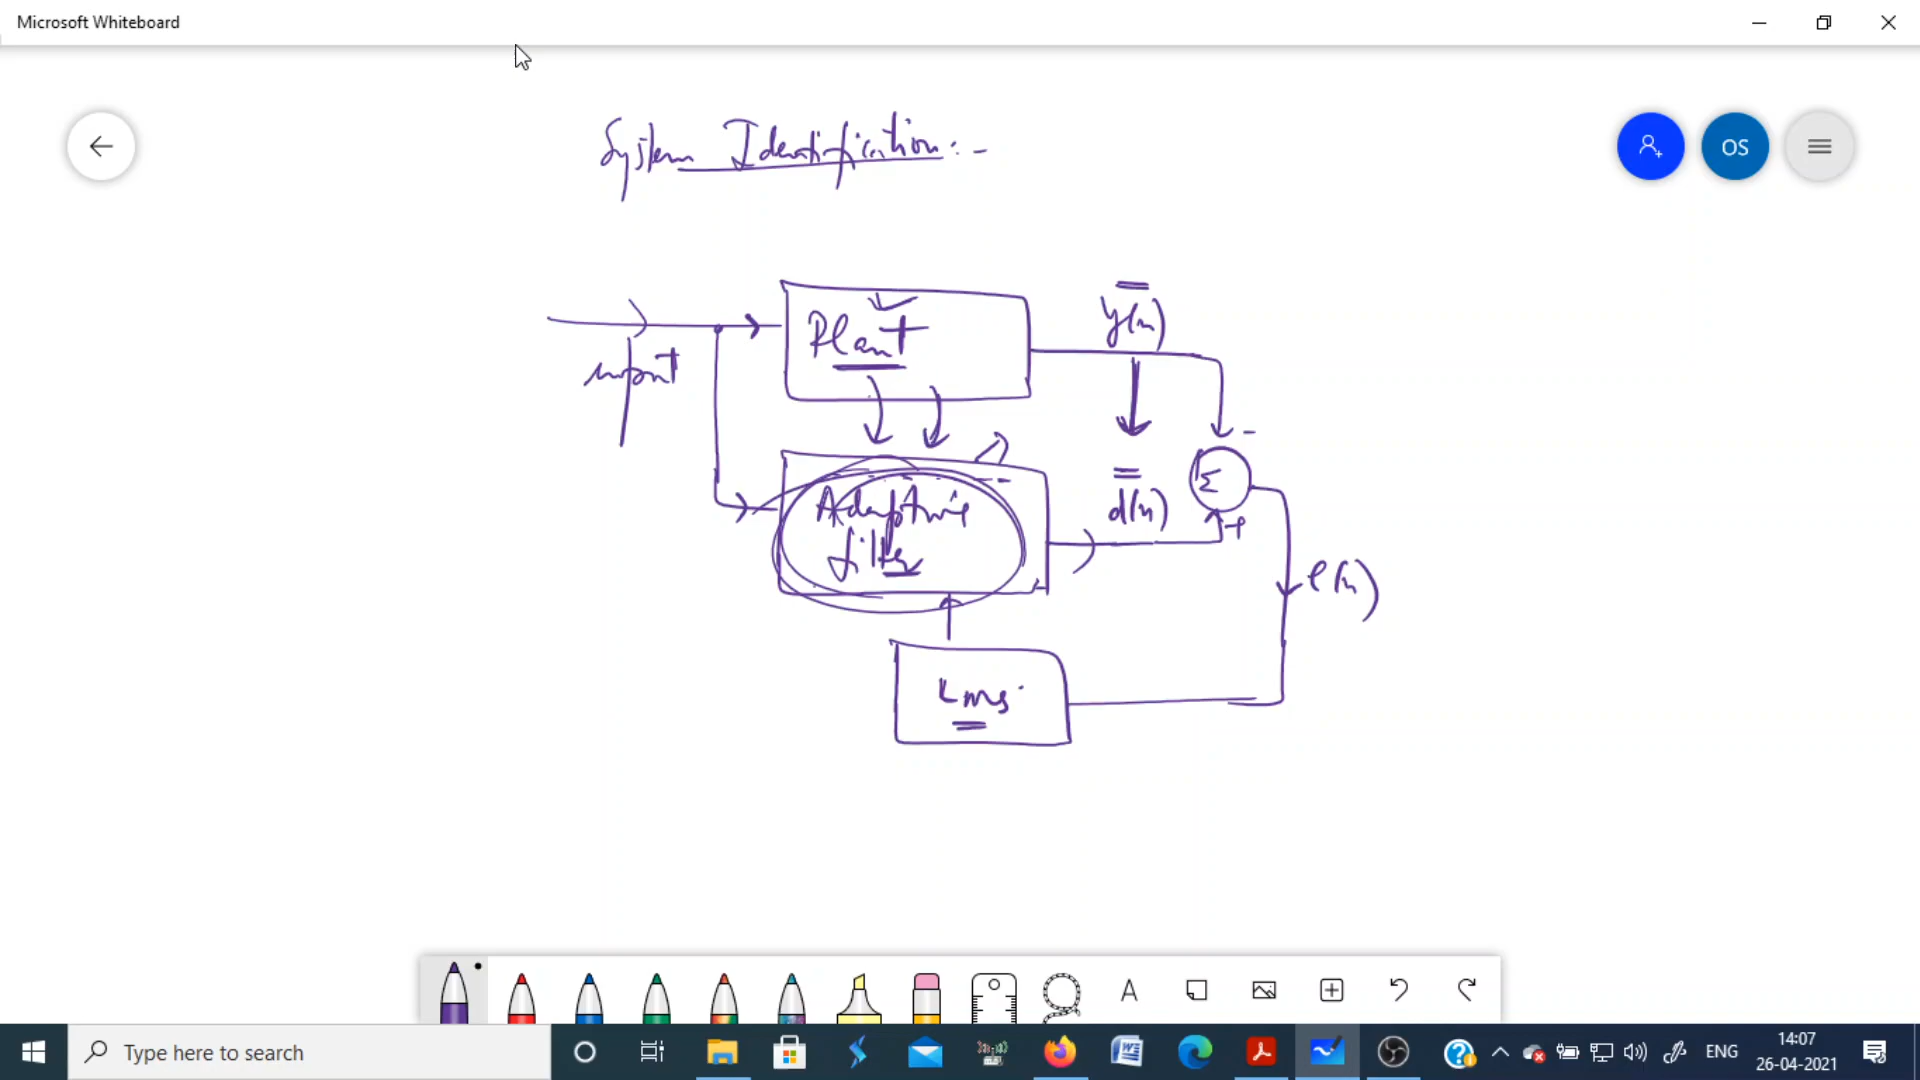 Microsoft Whiteboard
OS
System Identification:-
input
Plant
y(n)
-
Adaptive
filter
d(n)
Σ
+
e(n)
Lms
A
Type here to search
ENG
14:07
26-04-2021